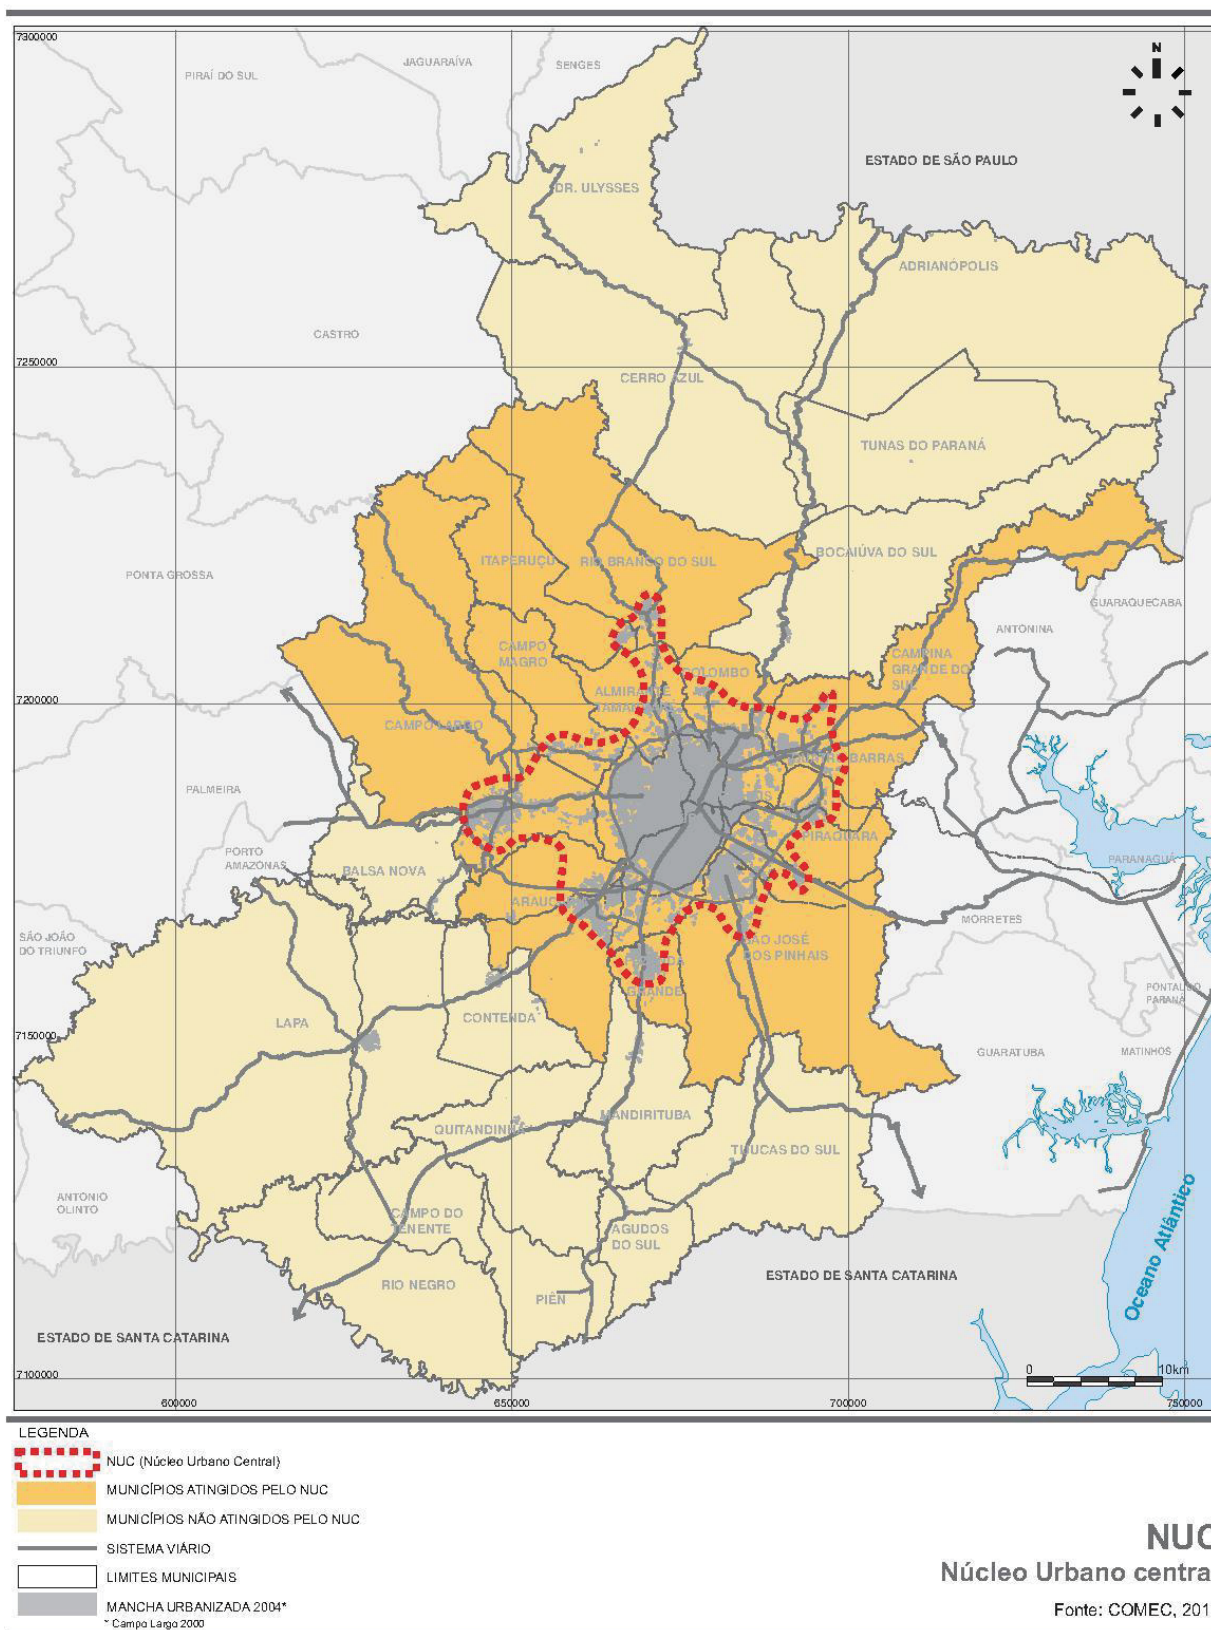 7300000
JAGUARAÍVA
SENGES
PIRAÍ DO SUL
N
ESTADO DE SÃO PAULO
DR. ULYSSES
ADRIANÓPOLIS
CASTRO
7250000
CERRO AZUL
TUNAS DO PARANÁ
BOCAIÚVA DO SUL
ITAPERUÇU
RIO BRANCO DO SUL
PONTA GROSSA
GUARAQUECABA
ANTONINA
CAMPO
MAGRO
COLOMBO
CAMPINA
GRANDE DO
SUL
ALMIRANTE
7200000
CAMPO LARGO
BARRAS
PALMEIRA
PIRAQUARA
PORTO
AMAZONAS
BALSA NOVA
PARANAGUÁ
MORRETES
SÃO JOÃO
DO TRIUNFO
SÃO JOSÉ
DOS PINHAIS
GRANDE
PONTAL DO
PARANÁ
LAPA
CONTENDA
7150000
GUARATUBA
MATINHOS
MANDIRITUBA
QUITANDINHA
TIJUCAS DO SUL
ANTONIO
OLINTO
CAMPO DO
TENENTE
AGUDOS
DO SUL
Oceano Atlântico
RIO NEGRO
PIÊN
ESTADO DE SANTA CATARINA
ESTADO DE SANTA CATARINA
0 10km
7100000
600000 650000 700000 750000
LEGENDA
NUC (Núcleo Urbano Central)
MUNICÍPIOS ATINGIDOS PELO NUC
MUNICÍPIOS NÃO ATINGIDOS PELO NUC
SISTEMA VIÁRIO
LIMITES MUNICIPAIS
MANCHA URBANIZADA 2004*
* Campo Largo 2000
NUC
Núcleo Urbano centra
Fonte: COMEC, 201